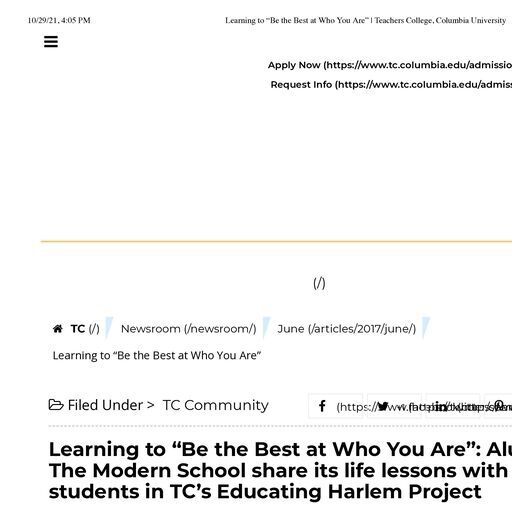 10/29/21, 4:05 PM Learning to “Be the Best at Who You Are” | Teachers College, Columbia University
Apply Now (https://www.tc.columbia.edu/admissio
Request Info (https://www.tc.columbia.edu/admiss
(/)
TC (/) Newsroom (/newsroom/) June (/articles/2017/june/)
Learning to “Be the Best at Who You Are”
Filed Under > TC Community (https://
Learning to “Be the Best at Who You Are”: Alu
The Modern School share its life lessons with
students in TC’s Educating Harlem Project